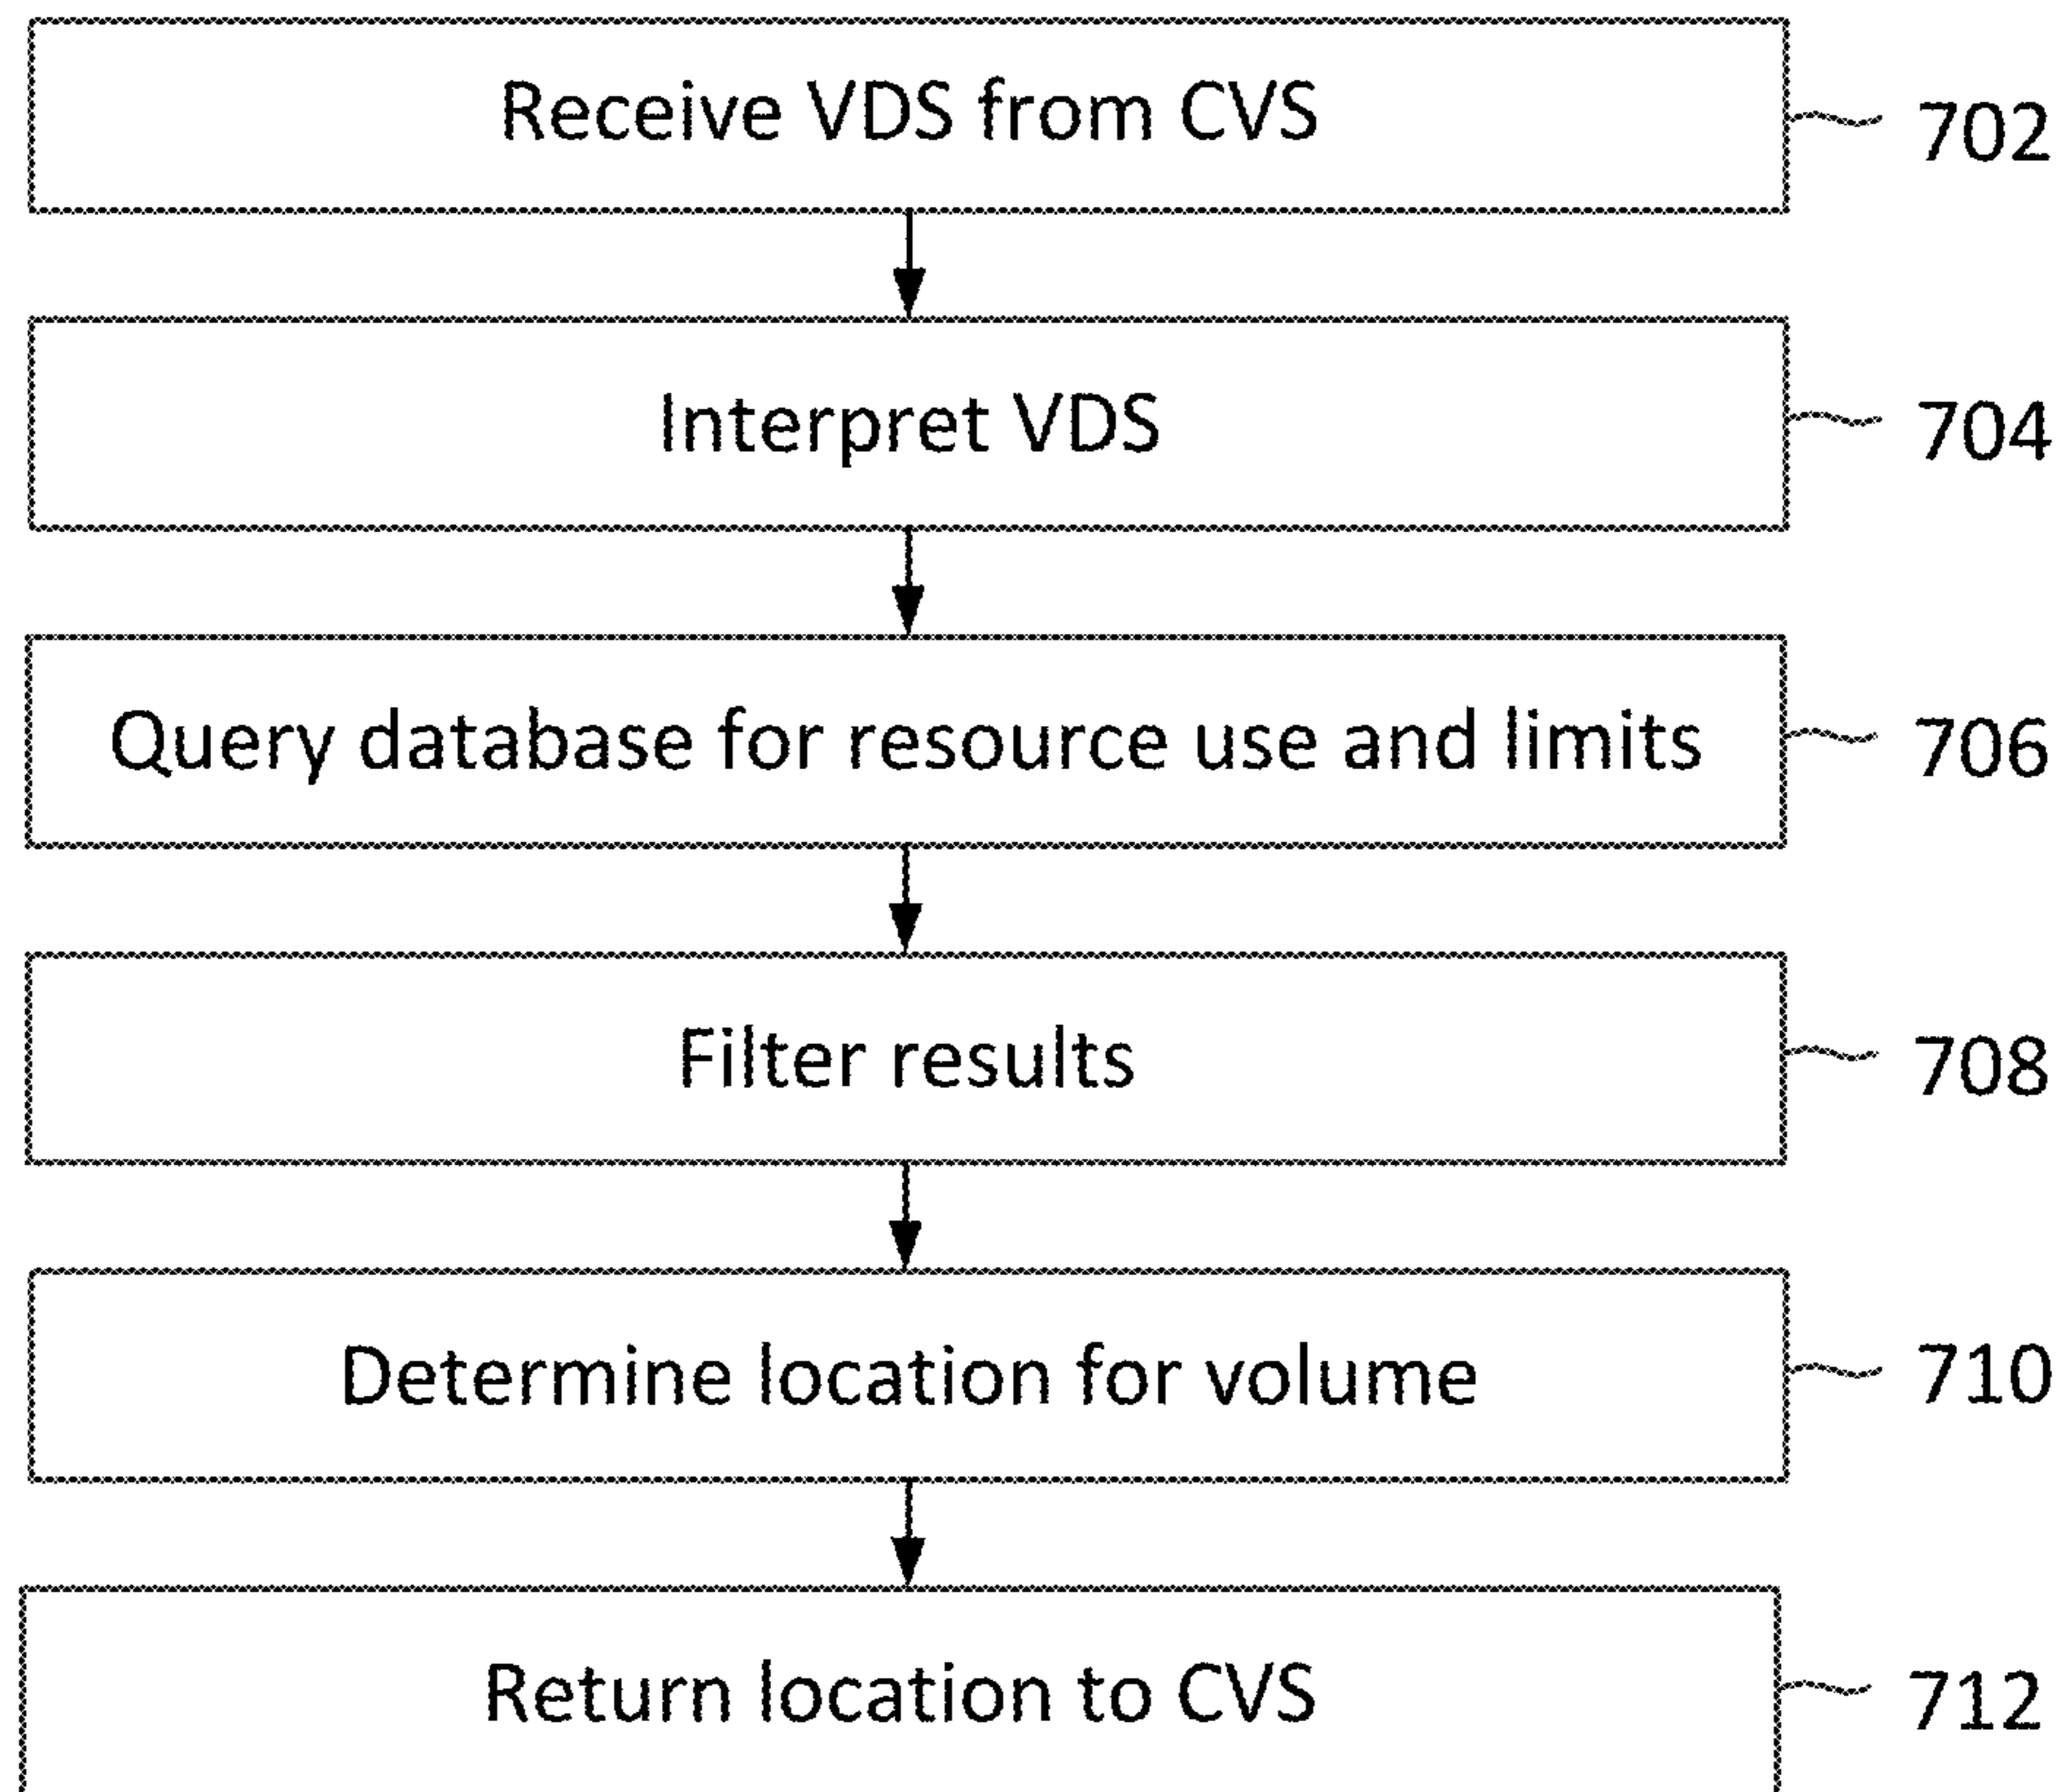 Receive VDS from CVS
702
Interpret VDS
704
Query database for resource use and limits
706
Filter results
708
Determine location for volume
710
Return location to CVS
712